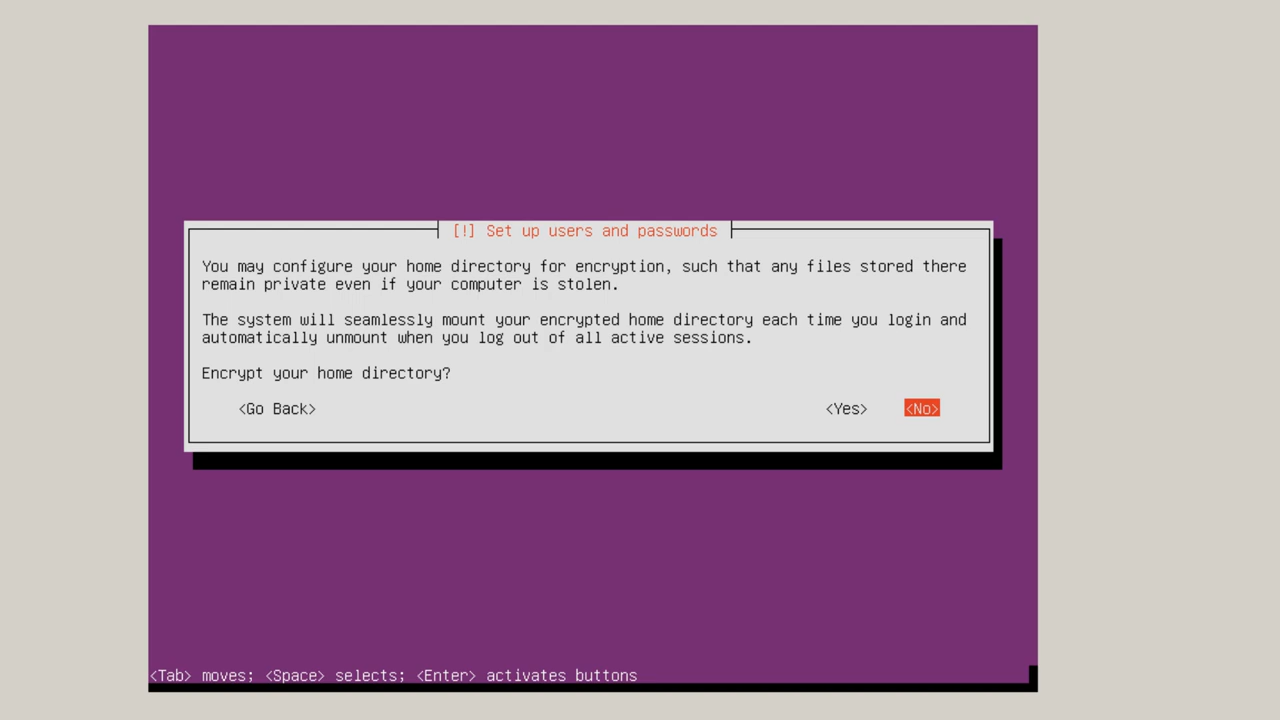 [!] Set up users and passwords
You may configure your home directory for encryption, such that any files stored there
remain private even if your computer is stolen.
The system will seamlessly mount your encrypted home directory each time you login and
automatically unmount when you log out of all active sessions.
Encrypt your home directory?
<Go Back> <Yes> <No>
<Tab> moves; <Space> selects; <Enter> activates buttons